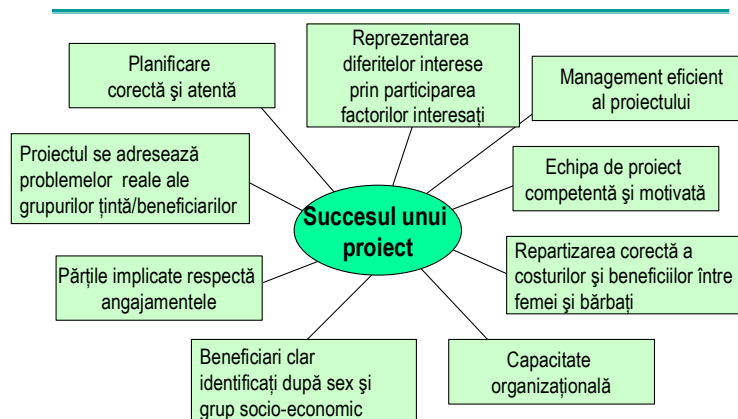 Planificare
corectă şi atentă
Reprezentarea
diferitelor interese
prin participarea
factorilor interesaţi
Management eficient
al proiectului
Proiectul se adresează
problemelor reale ale
grupurilor ţintă/beneficiarilor
Echipa de proiect
competentă şi motivată
Succesul unui
proiect
Părţile implicate respectă
angajamentele
Repartizarea corectă a
costurilor şi beneficiilor între
femei şi bărbaţi
Beneficiari clar
identificaţi după sex şi
grup socio-economic
Capacitate
organizaţională